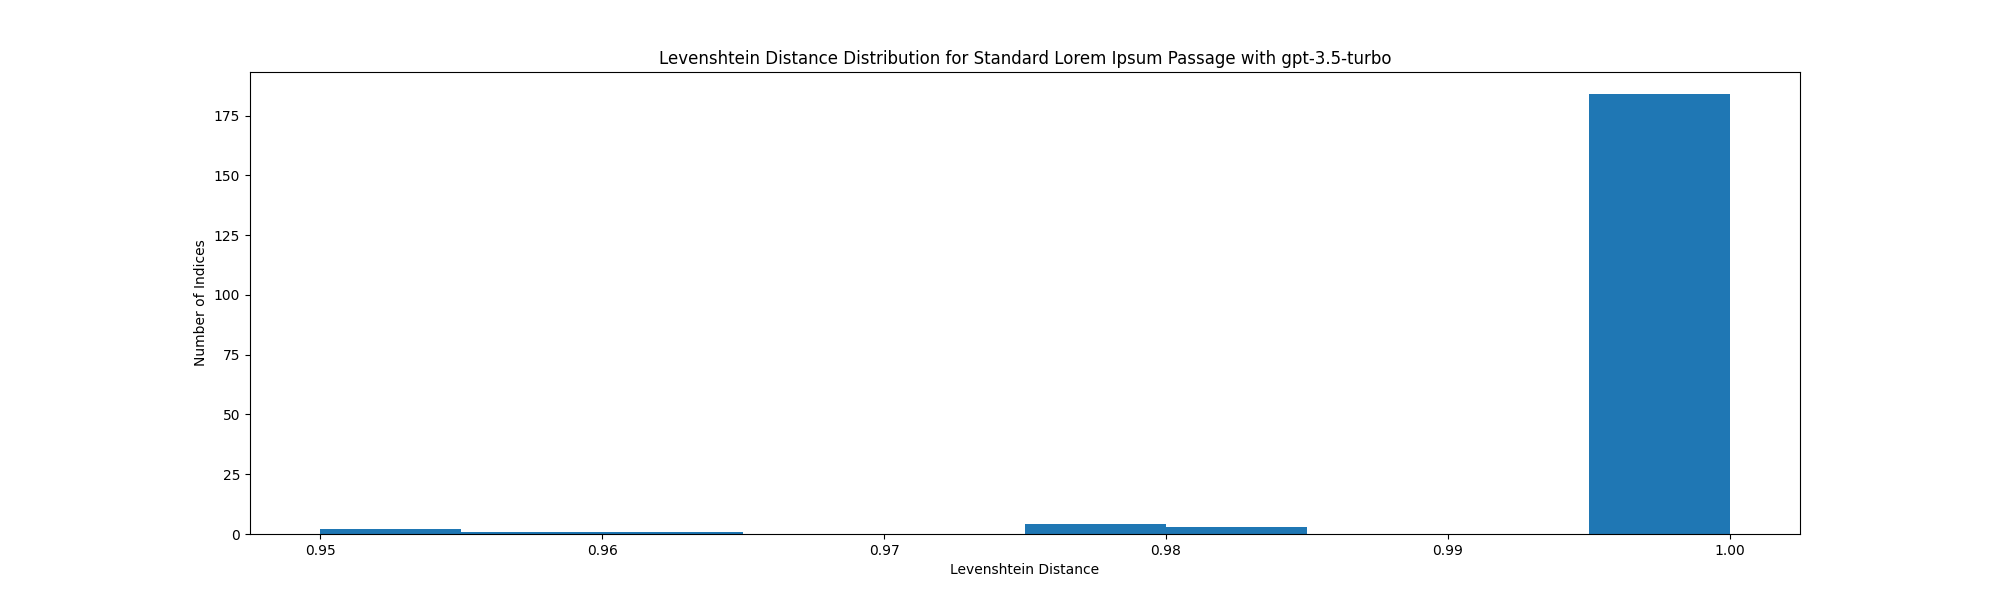 Levenshtein Distance Distribution for Standard Lorem Ipsum Passage with gpt-3.5-turbo
175
150
125
100
75
50
25
0
Number of Indices
0.95 0.96 0.97 0.98 0.99 1.00
Levenshtein Distance